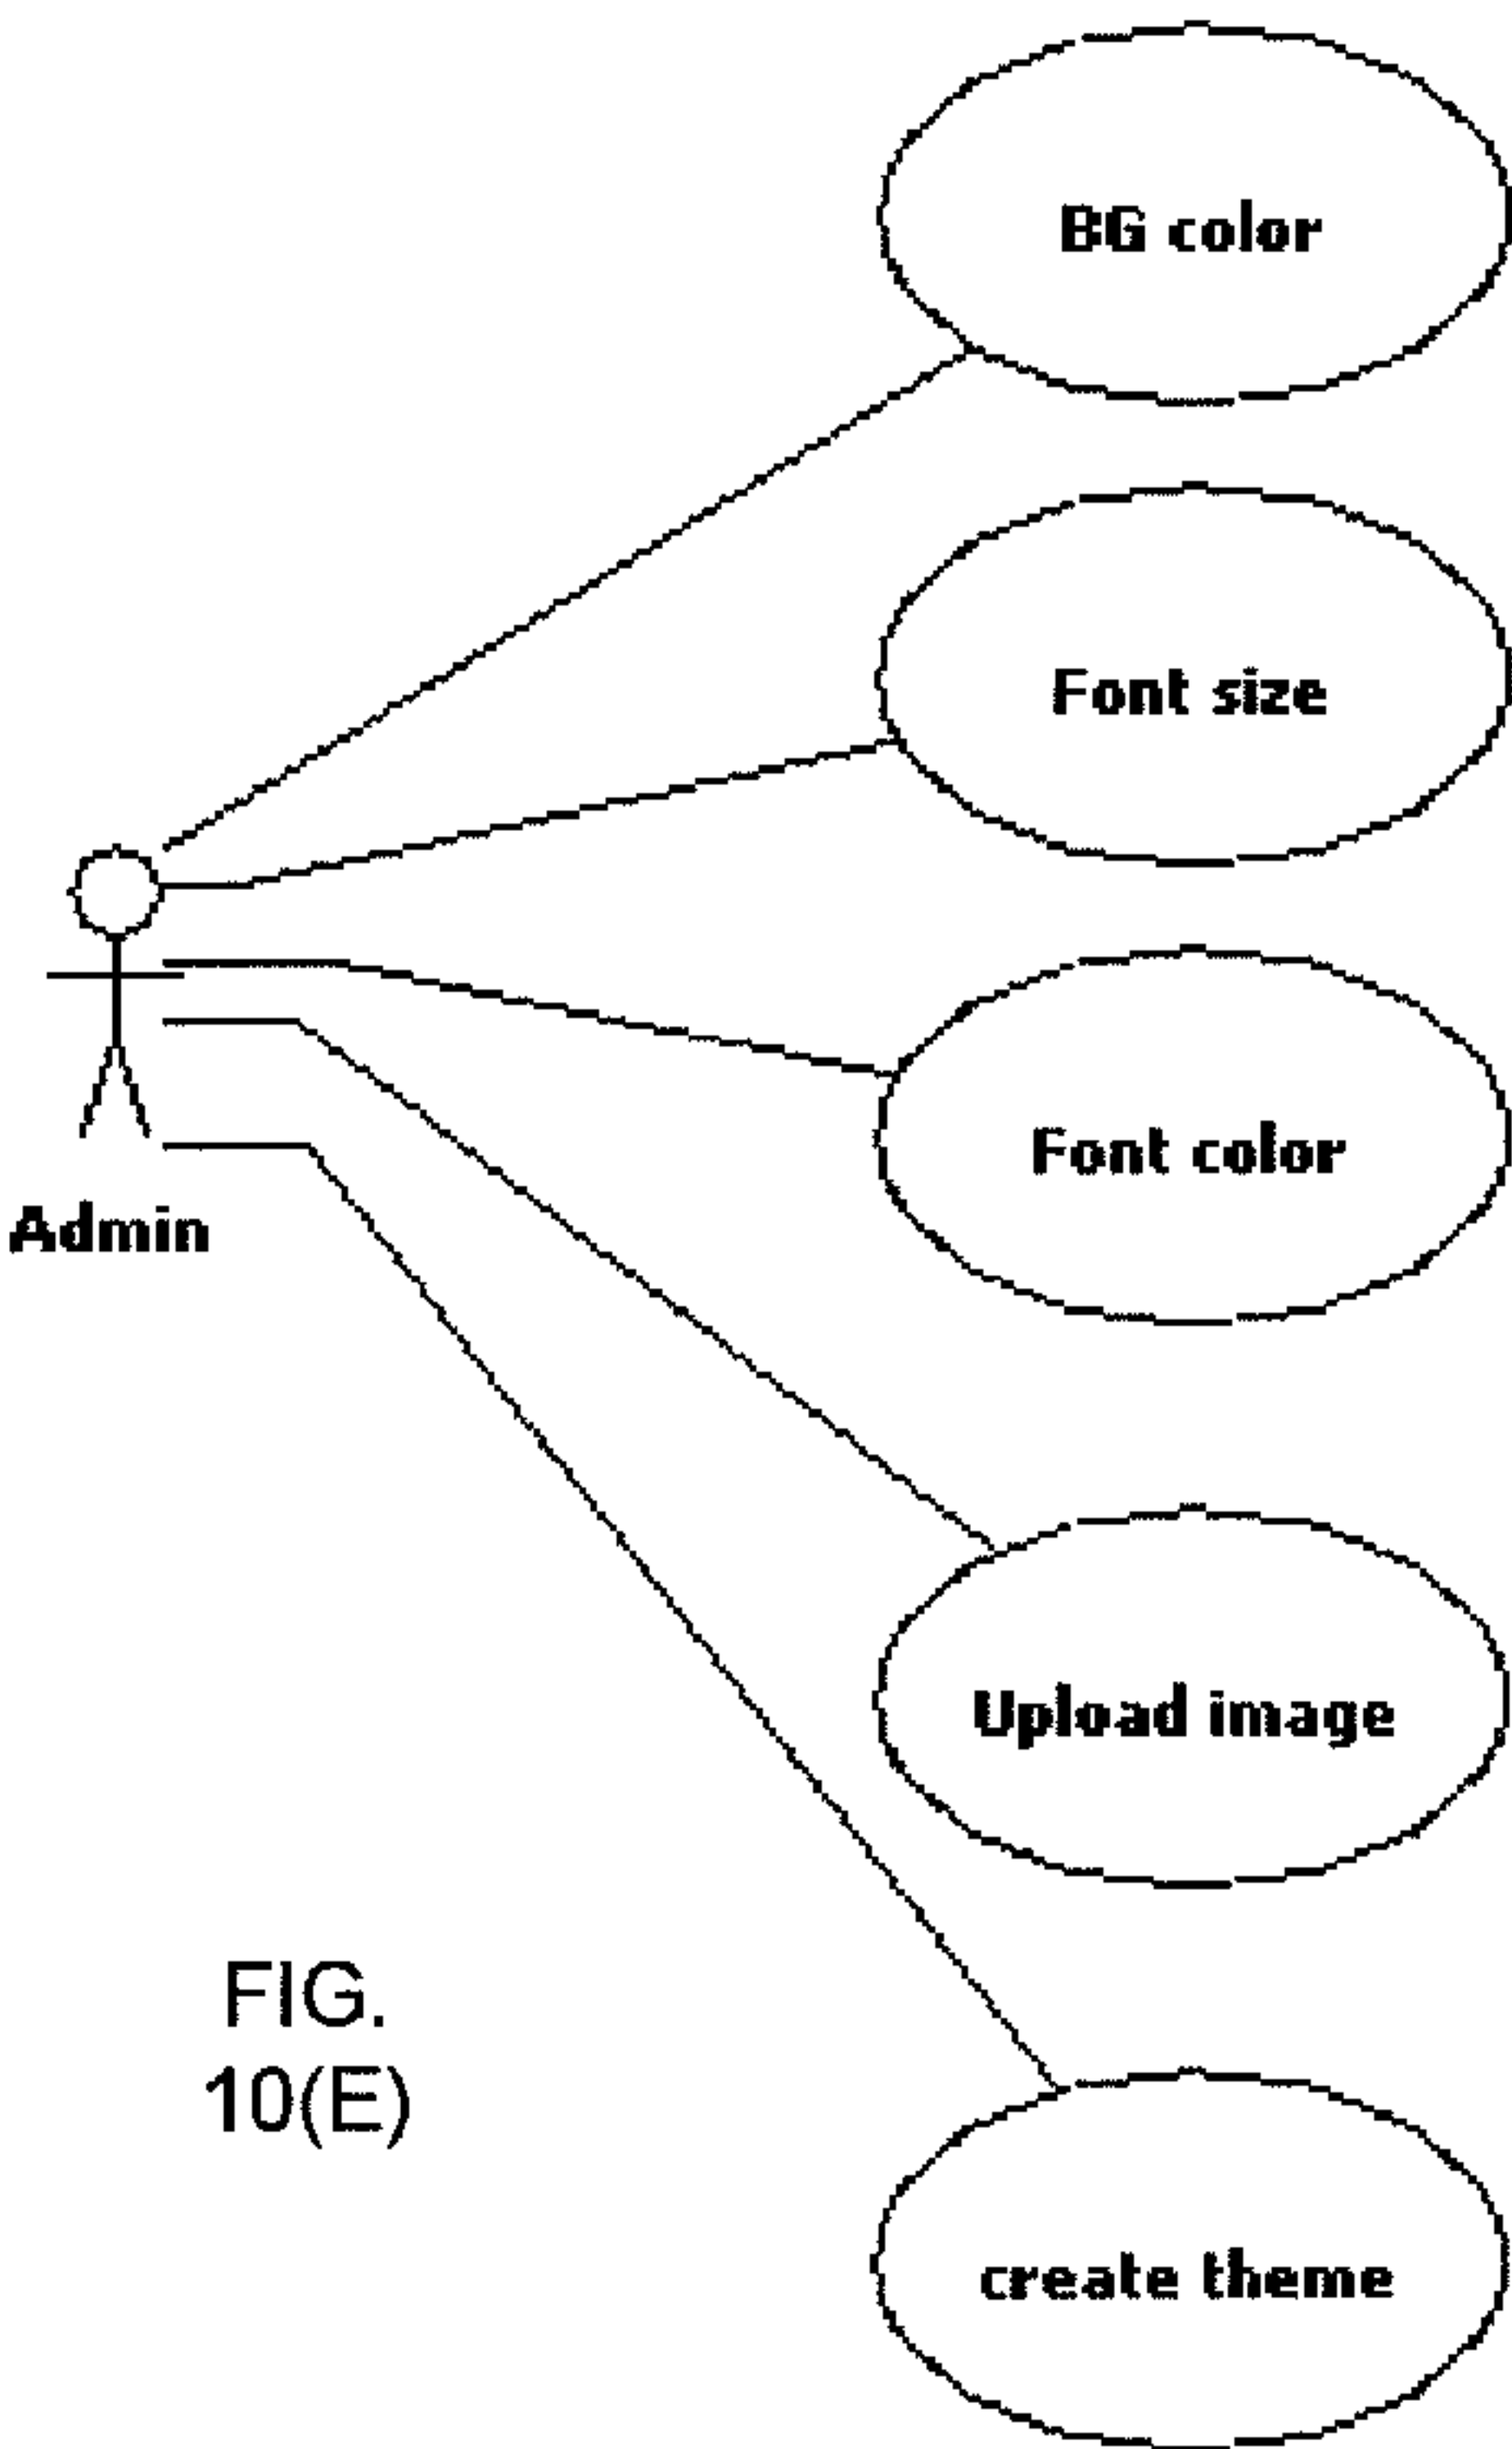 BG color
Font size
Font color
Admin
Upload image
FIG.
10(E)
create theme